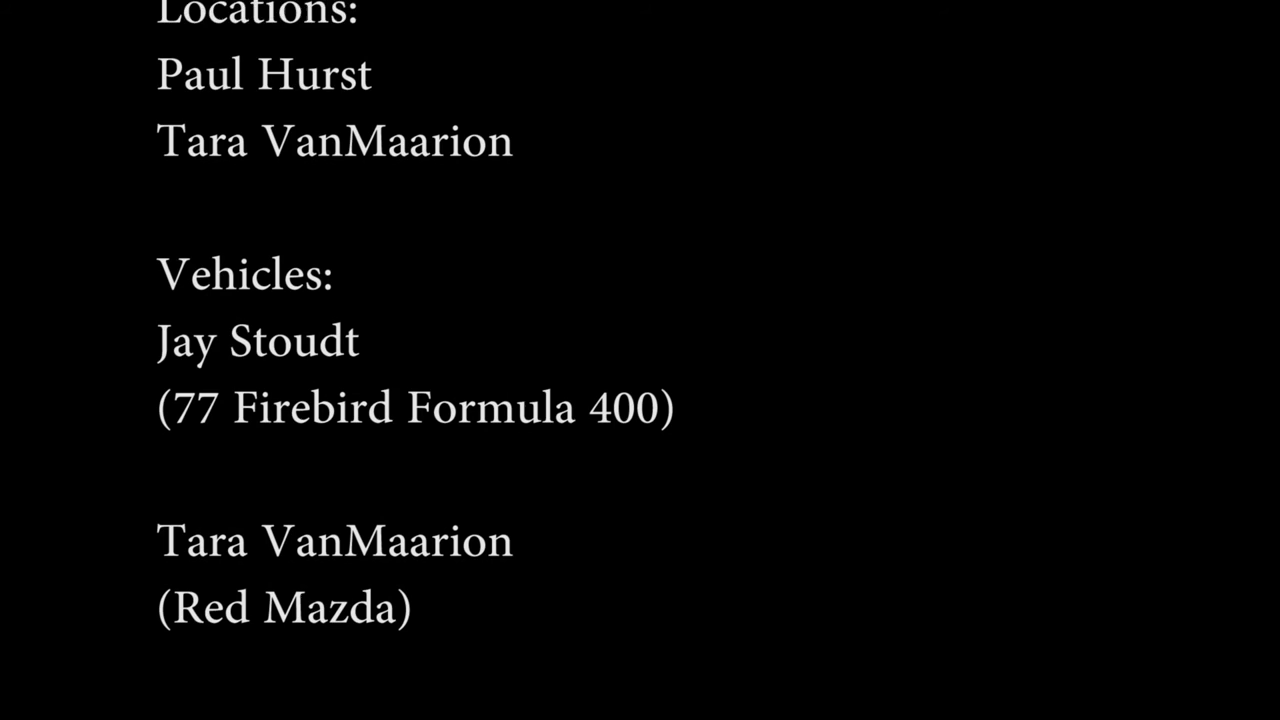 Locations:
Paul Hurst
Tara VanMaarion
Vehicles:
Jay Stoudt
(77 Firebird Formula 400)
Tara VanMaarion
(Red Mazda)